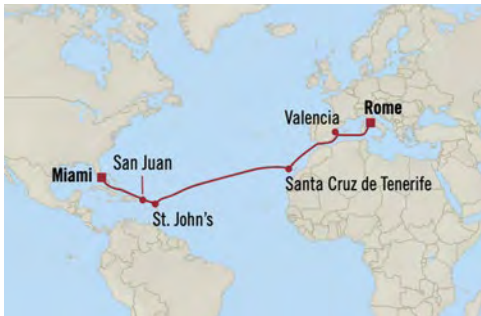 Rome
Valencia
San Juan
Miami
Santa Cruz de Tenerife
St. John's